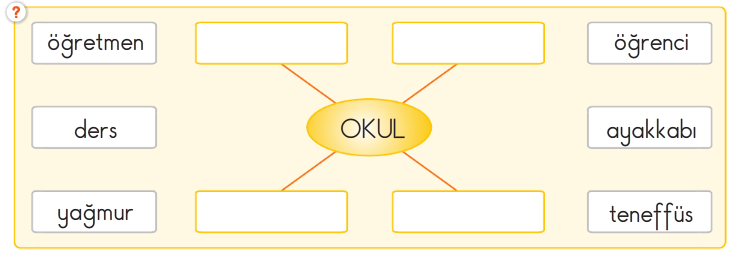 ?
öğretmen
öğrenci
ders
OKUL
ayakkabı
yağmur
teneffüs